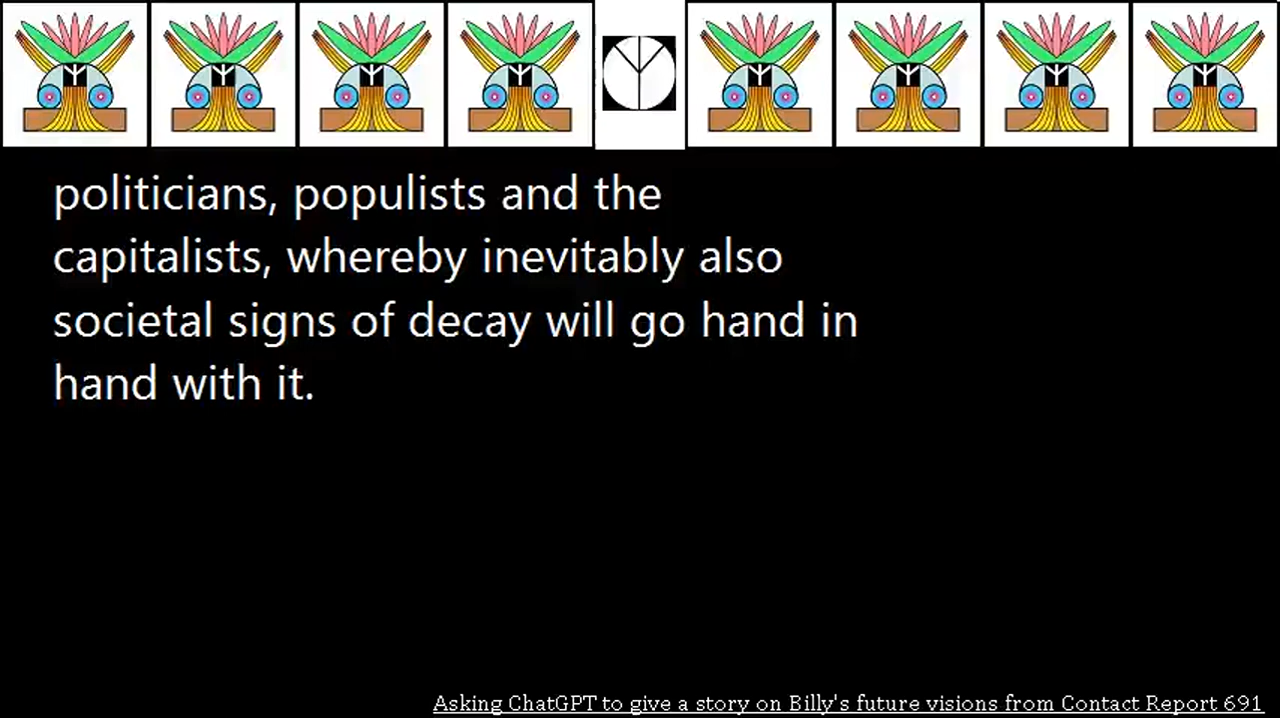 politicians, populists and the
capitalists, whereby inevitably also
societal signs of decay will go hand in
hand with it.
Asking ChatGPT to give a story on Billy's future visions from Contact Report 691